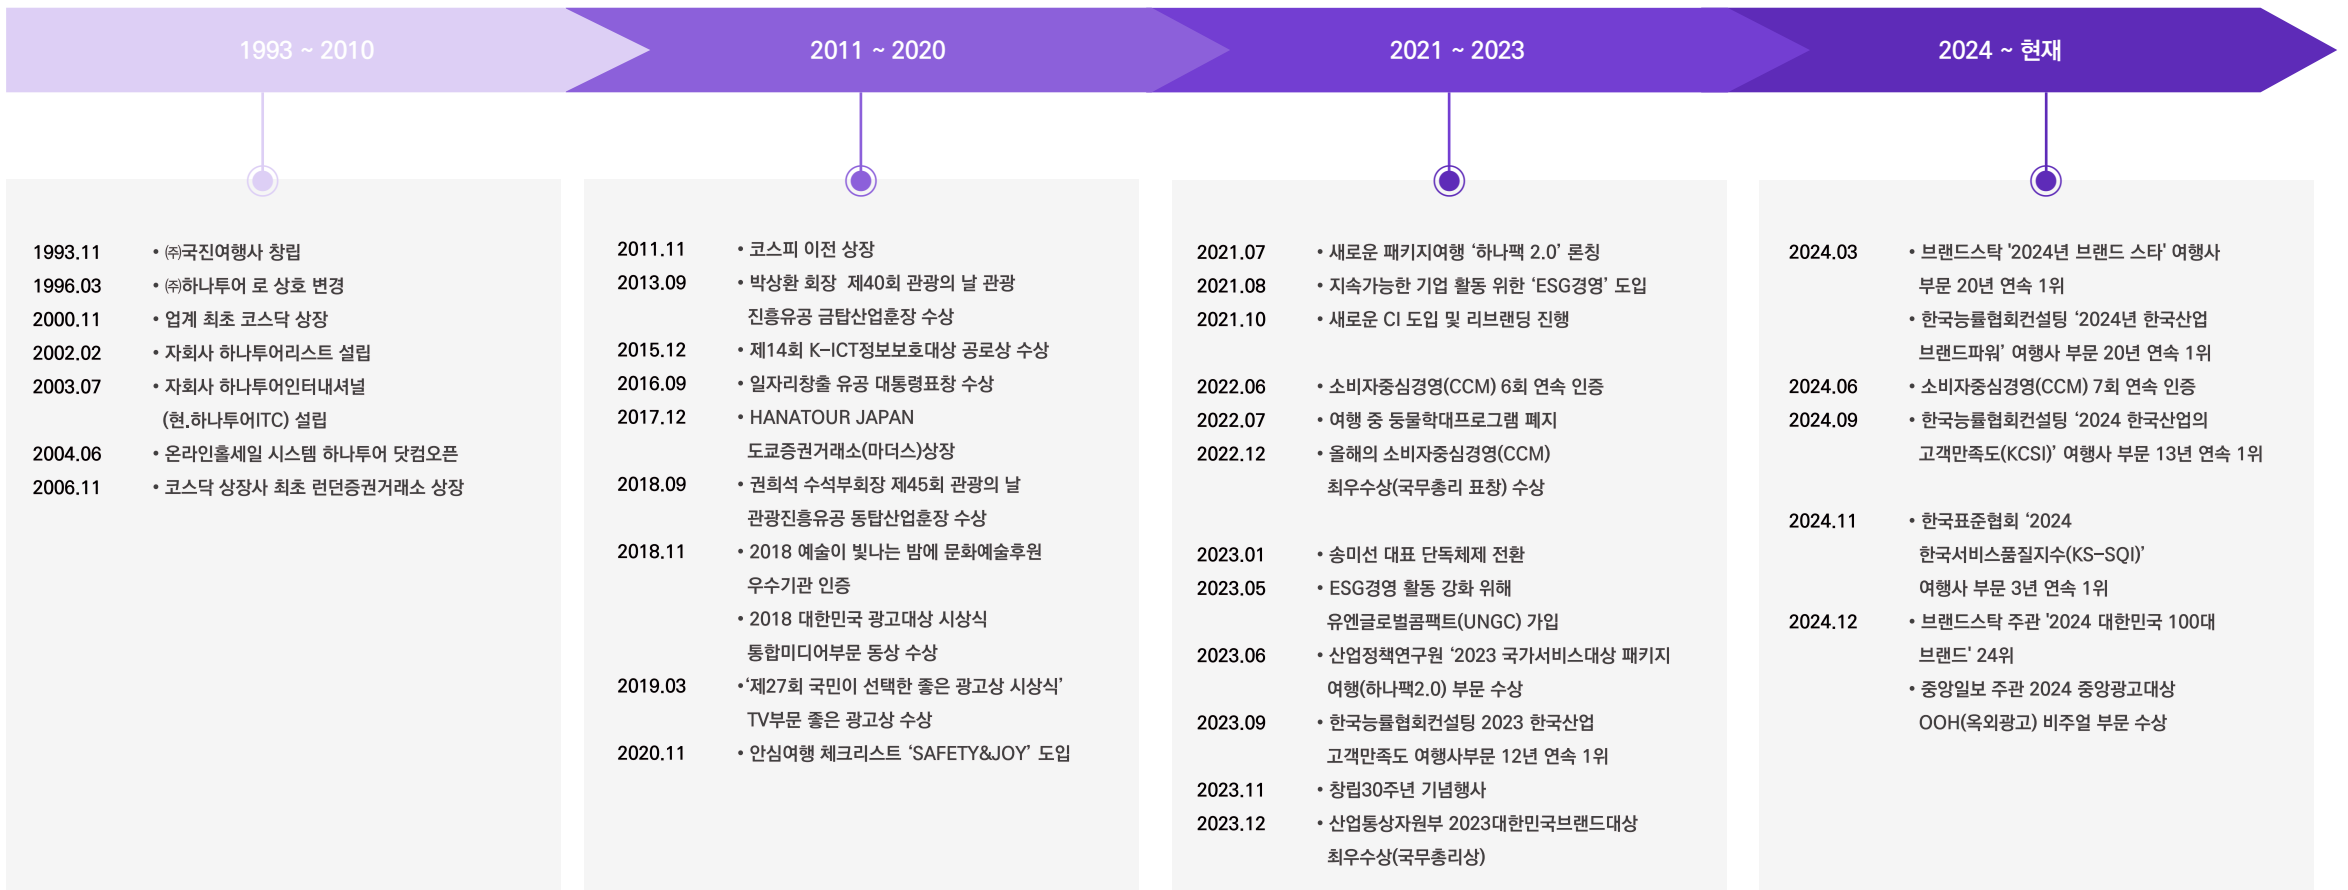 1993 ~ 2010
1993.11 • ㈜국진여행사 창립
1996.03 • ㈜하나투어 로 상호 변경
2000.11 • 업계 최초 코스닥 상장
2002.02 • 자회사 하나투어리스트 설립
2003.07 • 자회사 하나투어인터내셔널
(현.하나투어ITC) 설립
2004.06 • 온라인홀세일 시스템 하나투어 닷컴오픈
2006.11 • 코스닥 상장사 최초 런던증권거래소 상장
2011 ~ 2020
2011.11 • 코스피 이전 상장
2013.09 • 박상환 회장 제40회 관광의 날 관광
진흥유공 금탑산업훈장 수상
2015.12 • 제14회 K-ICT정보보호대상 공로상 수상
2016.09 • 일자리창출 유공 대통령표창 수상
2017.12 • HANATOUR JAPAN
도쿄증권거래소(마더스)상장
2018.09 • 권희석 수석부회장 제45회 관광의 날
관광진흥유공 동탑산업훈장 수상
2018.11 • 2018 예술이 빛나는 밤에 문화예술후원
우수기관 인증
• 2018 대한민국 광고대상 시상식
통합미디어부문 동상 수상
2019.03 •‘제27회 국민이 선택한 좋은 광고상 시상식’
TV부문 좋은 광고상 수상
2020.11 • 안심여행 체크리스트 ‘SAFETY&JOY’ 도입
2021 ~ 2023
2021.07 • 새로운 패키지여행 ‘하나팩 2.0’ 론칭
2021.08 • 지속가능한 기업 활동 위한 ‘ESG경영’ 도입
2021.10 • 새로운 CI 도입 및 리브랜딩 진행
2022.06 • 소비자중심경영(CCM) 6회 연속 인증
2022.07 • 여행 중 동물학대프로그램 폐지
2022.12 • 올해의 소비자중심경영(CCM)
최우수상(국무총리 표창) 수상
2023.01 • 송미선 대표 단독체제 전환
2023.05 • ESG경영 활동 강화 위해
유엔글로벌콤팩트(UNGC) 가입
2023.06 • 산업정책연구원 ‘2023 국가서비스대상 패키지
여행(하나팩2.0) 부문 수상
2023.09 • 한국능률협회컨설팅 2023 한국산업
고객만족도 여행사부문 12년 연속 1위
2023.11 • 창립30주년 기념행사
2023.12 • 산업통상자원부 2023대한민국브랜드대상
최우수상(국무총리상)
2024 ~ 현재
2024.03 • 브랜드스탁 '2024년 브랜드 스타' 여행사
부문 20년 연속 1위
• 한국능률협회컨설팅 ‘2024년 한국산업
브랜드파워’ 여행사 부문 20년 연속 1위
2024.06 • 소비자중심경영(CCM) 7회 연속 인증
2024.09 • 한국능률협회컨설팅 ‘2024 한국산업의
고객만족도(KCSI)’ 여행사 부문 13년 연속 1위
2024.11 • 한국표준협회 ‘2024
한국서비스품질지수(KS-SQI)’
여행사 부문 3년 연속 1위
2024.12 • 브랜드스탁 주관 '2024 대한민국 100대
브랜드' 24위
• 중앙일보 주관 2024 중앙광고대상
OOH(옥외광고) 비주얼 부문 수상